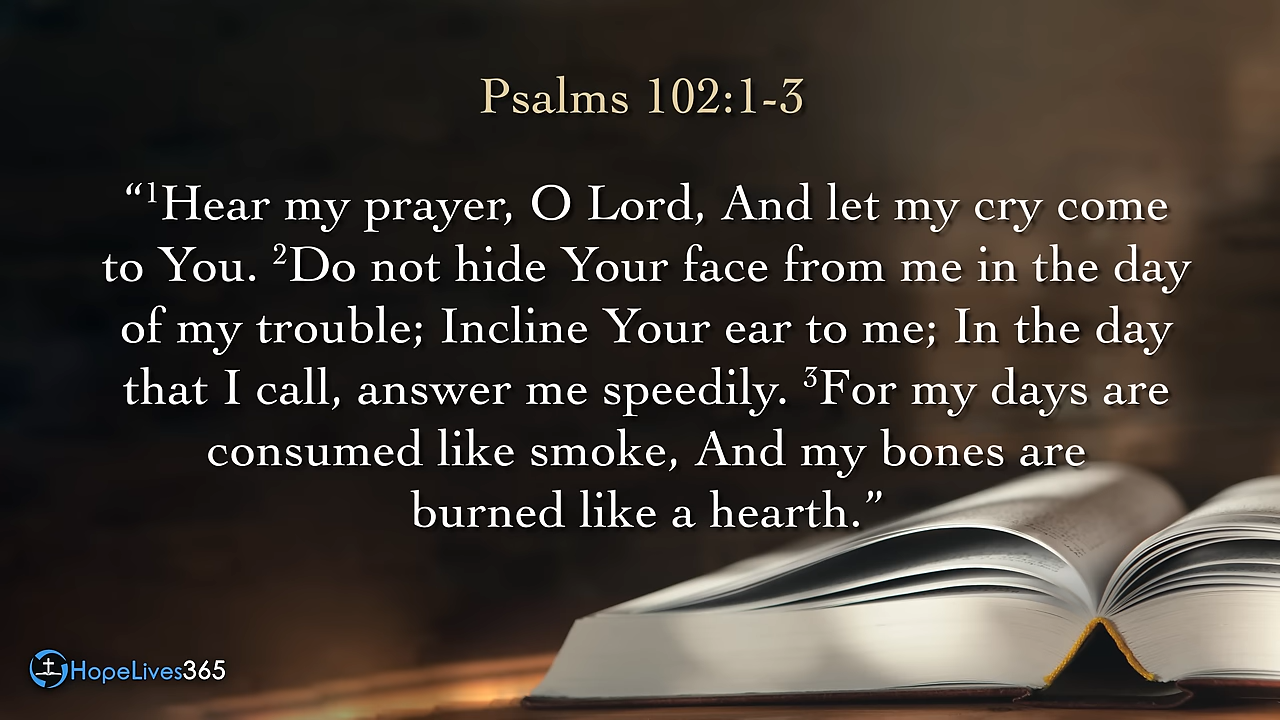 Psalms 102:1-3
“¹Hear my prayer, O Lord, And let my cry come
to You. ²Do not hide Your face from me in the day
of my trouble; Incline Your ear to me; In the day
that I call, answer me speedily. ³For my days are
consumed like smoke, And my bones are
burned like a hearth.”
HopeLives365